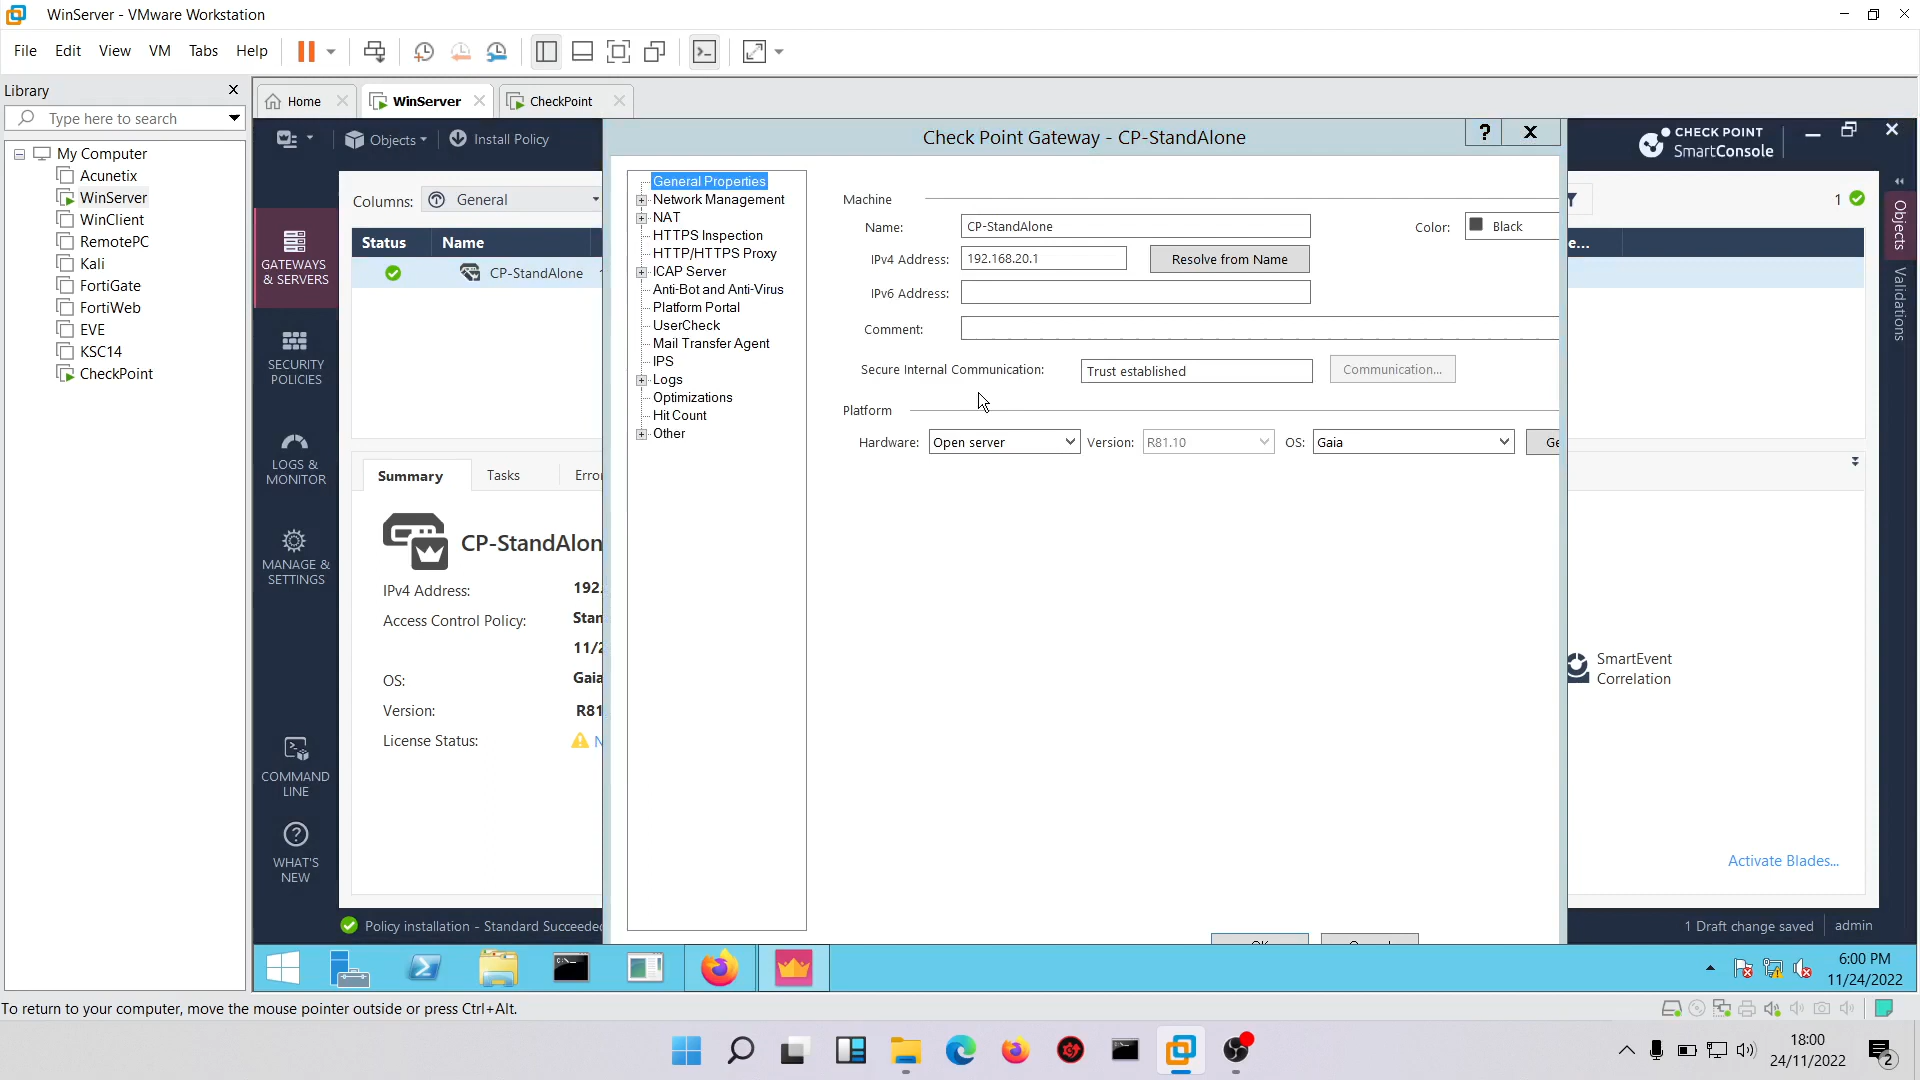 WinServer - VMware Workstation
File Edit View VM Tabs Help
Library
Type here to search
My Computer
Acunetix
WinServer
WinClient
RemotePC
Kali
FortiGate
FortiWeb
EVE
KSC14
CheckPoint
Home
WinServer
CheckPoint
Objects
Install Policy
Check Point Gateway - CP-StandAlone
?
CHECK POINT
SmartConsole
GATEWAYS
& SERVERS
SECURITY
POLICIES
LOGS &
MONITOR
MANAGE &
SETTINGS
COMMAND
LINE
WHAT'S
NEW
Columns: General
Status Name
CP-StandAlone
Summary Tasks
CP-StandAlon
IPv4 Address: 192.
Access Control Policy: Stan
11/2
OS: Gaia
Version: R81
License Status: N
Policy installation - Standard Succeeded
General Properties
Network Management
NAT
HTTPS Inspection
HTTP/HTTPS Proxy
ICAP Server
Anti-Bot and Anti-Virus
Platform Portal
UserCheck
Mail Transfer Agent
IPS
Logs
Optimizations
Hit Count
Other
Machine
Name: CP-StandAlone
Color: Black
IPv4 Address: 192.168.20.1 Resolve from Name
IPv6 Address:
Comment:
Secure Internal Communication: Trust established Communication...
Platform
Hardware: Open server Version: R81.10 OS: Gaia Ge
1
e...
Objects
Validations
SmartEvent
Correlation
Activate Blades...
1 Draft change saved admin
6:00 PM
11/24/2022
To return to your computer, move the mouse pointer outside or press Ctrl+Alt.
18:00
24/11/2022
2